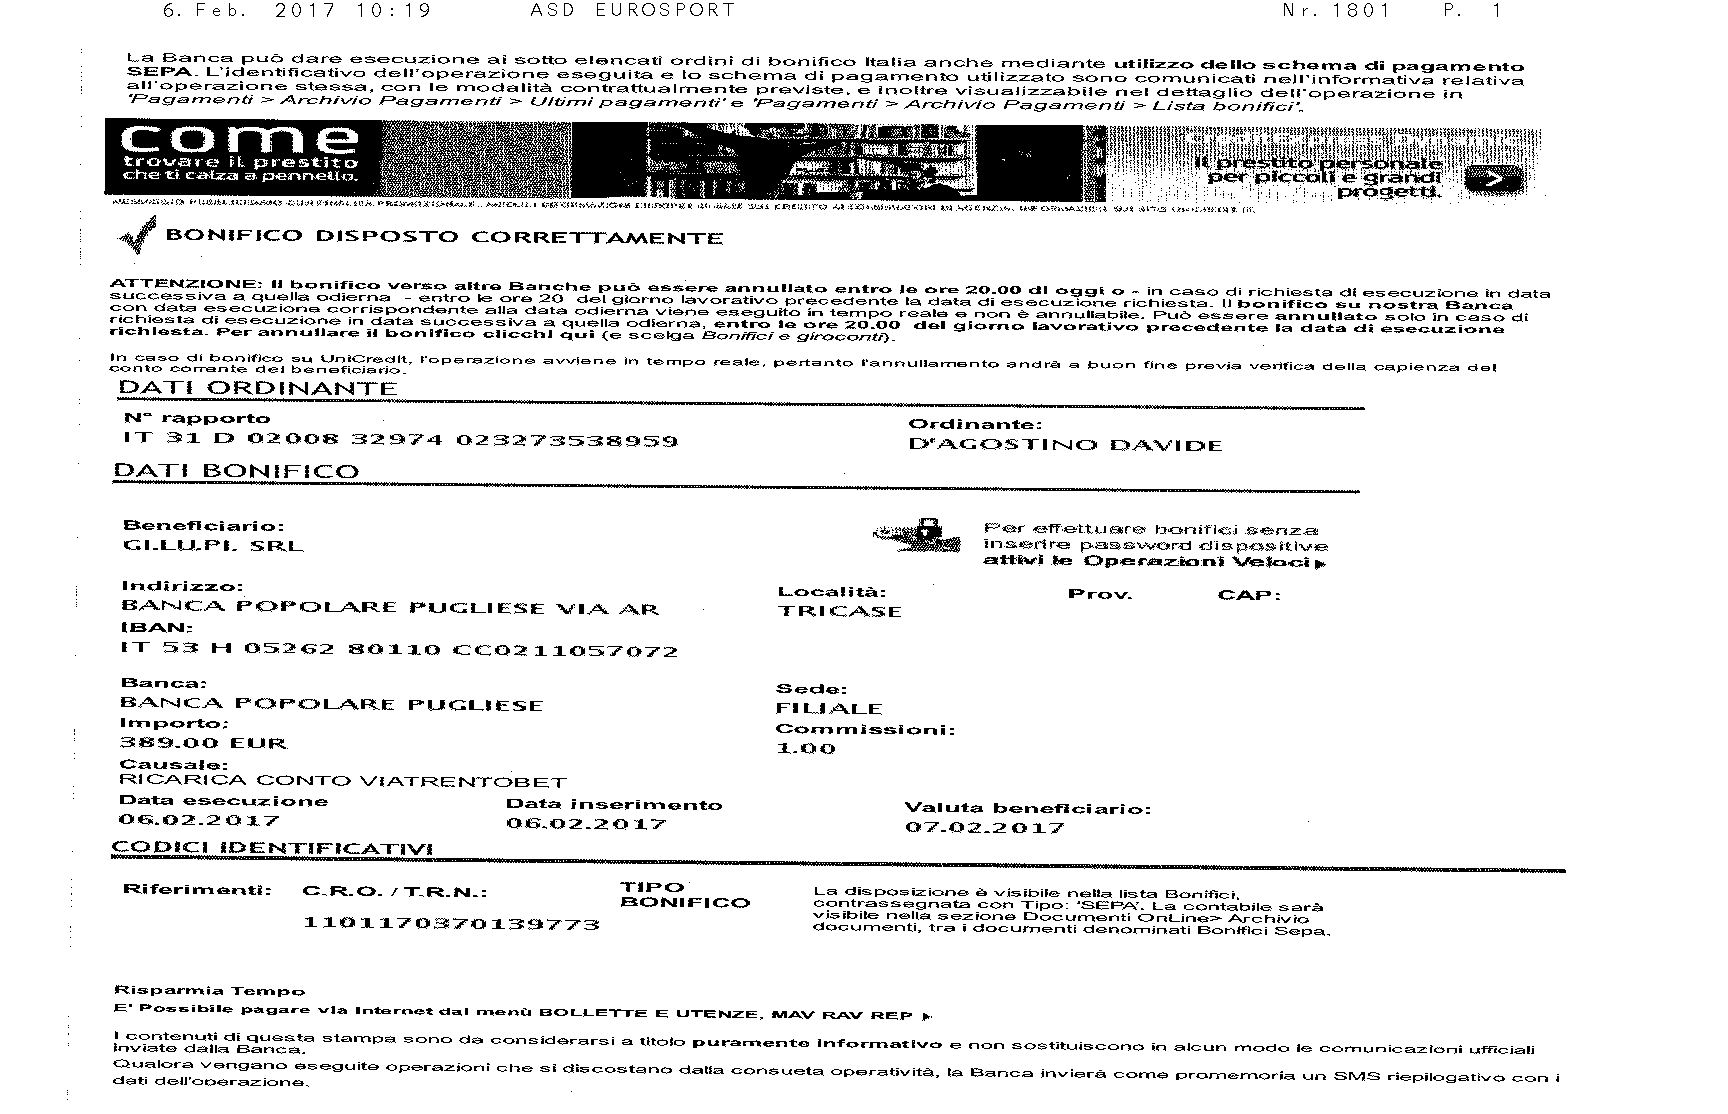 6. Feb. 2017 10:19 ASD EUROSPORT Nr. 1801 P. 1
La Banca può dare esecuzione ai sotto elencati ordini di bonifico Italia anche mediante utilizzo dello schema di pagamento
SEPA. L'identificativo dell'operazione eseguita e lo schema di pagamento utilizzato sono comunicati nell'informativa relativa
all'operazione stessa, con le modalità contrattualmente previste, e inoltre visualizzabile nel dettaglio dell'operazione in
'Pagamenti > Archivio Pagamenti > Ultimi pagamenti' e 'Pagamenti > Archivio Pagamenti > Lista bonifici'.
come
trovare il prestito
che ti calza a pennello.
Il prestito personale
per piccoli e grandi
progetti.
BONIFICO DISPOSTO CORRETTAMENTE
ATTENZIONE: Il bonifico verso altre Banche può essere annullato entro le ore 20.00 di oggi o - in caso di richiesta di esecuzione in data
successiva a quella odierna - entro le ore 20 del giorno lavorativo precedente la data di esecuzione richiesta. Il bonifico su nostra Banca
con data esecuzione corrispondente alla data odierna viene eseguito in tempo reale e non è annullabile. Può essere annullato solo in caso di
richiesta di esecuzione in data successiva a quella odierna, entro le ore 20.00 del giorno lavorativo precedente la data di esecuzione
richiesta. Per annullare il bonifico clicchi qui (e scelga Bonifici e giroconti).
In caso di bonifico su UniCredit, l'operazione avviene in tempo reale, pertanto l'annullamento andrà a buon fine previa verifica della capienza del
conto corrente del beneficiario.
DATI ORDINANTE
N° rapporto Ordinante:
IT 31 D 02008 32974 023273538959 D'AGOSTINO DAVIDE
DATI BONIFICO
Beneficiario:
GI.LU.PI. SRL
Per effettuare bonifici senza
inserire password dispositive
attivi le Operazioni Veloci
Indirizzo: Località: Prov. CAP:
BANCA POPOLARE PUGLIESE VIA AR TRICASE
IBAN:
IT 53 H 05262 80110 CC0211057072
Banca: Sede:
BANCA POPOLARE PUGLIESE FILIALE
Importo: Commissioni:
389.00 EUR 1.00
Causale:
RICARICA CONTO VIATRENTOBET
Data esecuzione Data inserimento Valuta beneficiario:
06.02.2017 06.02.2017 07.02.2017
CODICI IDENTIFICATIVI
Riferimenti: C.R.O. / T.R.N.: TIPO BONIFICO
1101170370139773
La disposizione è visibile nella lista Bonifici,
contrassegnata con Tipo: 'SEPA'. La contabile sarà
visibile nella sezione Documenti OnLine> Archivio
documenti, tra i documenti denominati Bonifici Sepa.
Risparmia Tempo
E' Possibile pagare via Internet dal menù BOLLETTE E UTENZE, MAV RAV REP
I contenuti di questa stampa sono da considerarsi a titolo puramente informativo e non sostituiscono in alcun modo le comunicazioni ufficiali
inviate dalla Banca.
Qualora vengano eseguite operazioni che si discostano dalla consueta operatività, la Banca invierà come promemoria un SMS riepilogativo con i
dati dell'operazione.